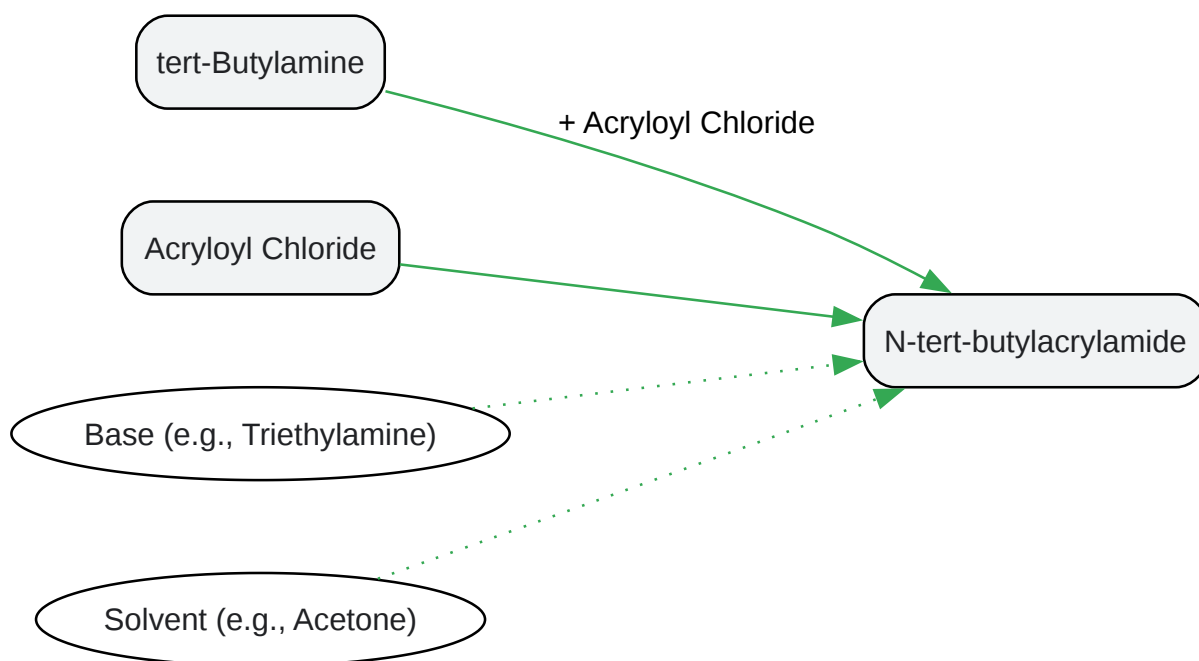 tert-Butylamine
+ Acryloyl Chloride
Acryloyl Chloride
N-tert-butylacrylamide
Base (e.g., Triethylamine)
Solvent (e.g., Acetone)